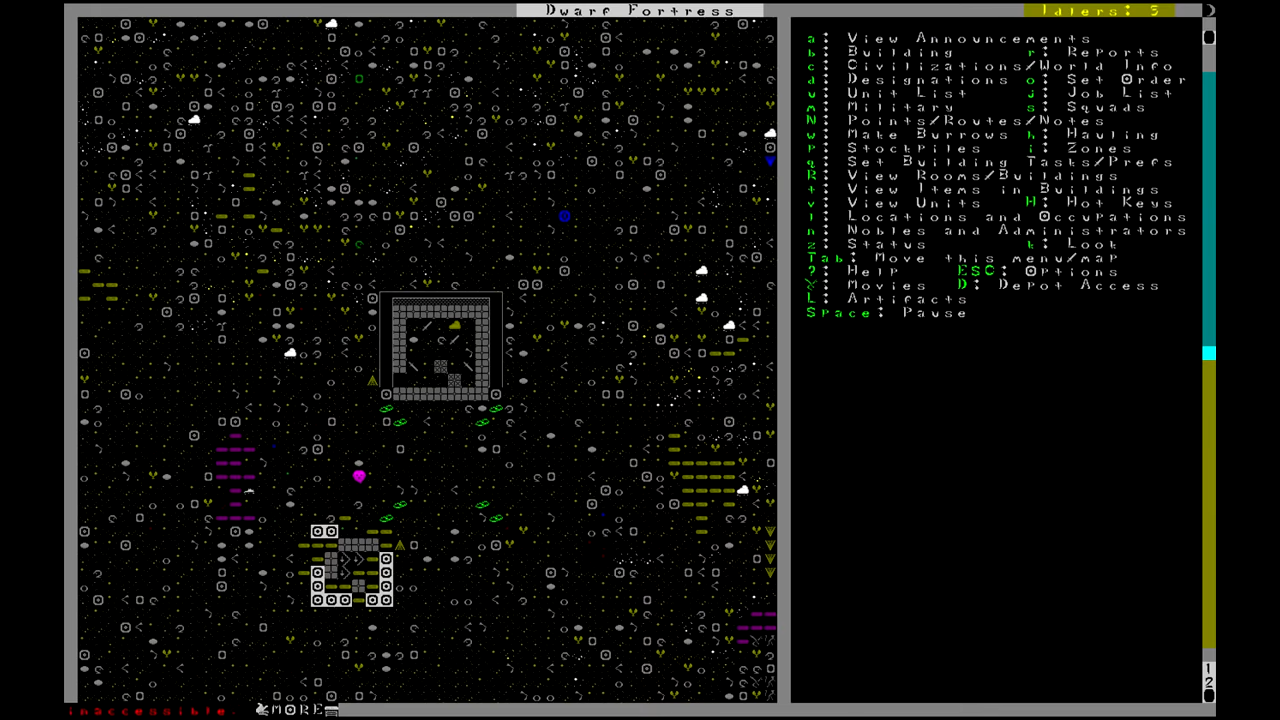 Dwarf Fortress
Idlers: 5
a: View Announcements
b: Building r: Reports
c: Civilizations/World Info
d: Designations o: Set Order
u: Unit List j: Job List
m: Military s: Squads
N: Points/Routes/Notes
w: Make Burrows h: Hauling
p: Stockpiles i: Zones
q: Set Building Tasks/Prefs
R: View Rooms/Buildings
t: View Items in Buildings
v: View Units H: Hot Keys
l: Locations and Occupations
n: Nobles and Administrators
z: Status k: Look
Tab: Move this menu/map
?: Help ESC: Options
;: Movies D: Depot Access
L: Artifacts
Space: Pause
inaccessible. MORE
12